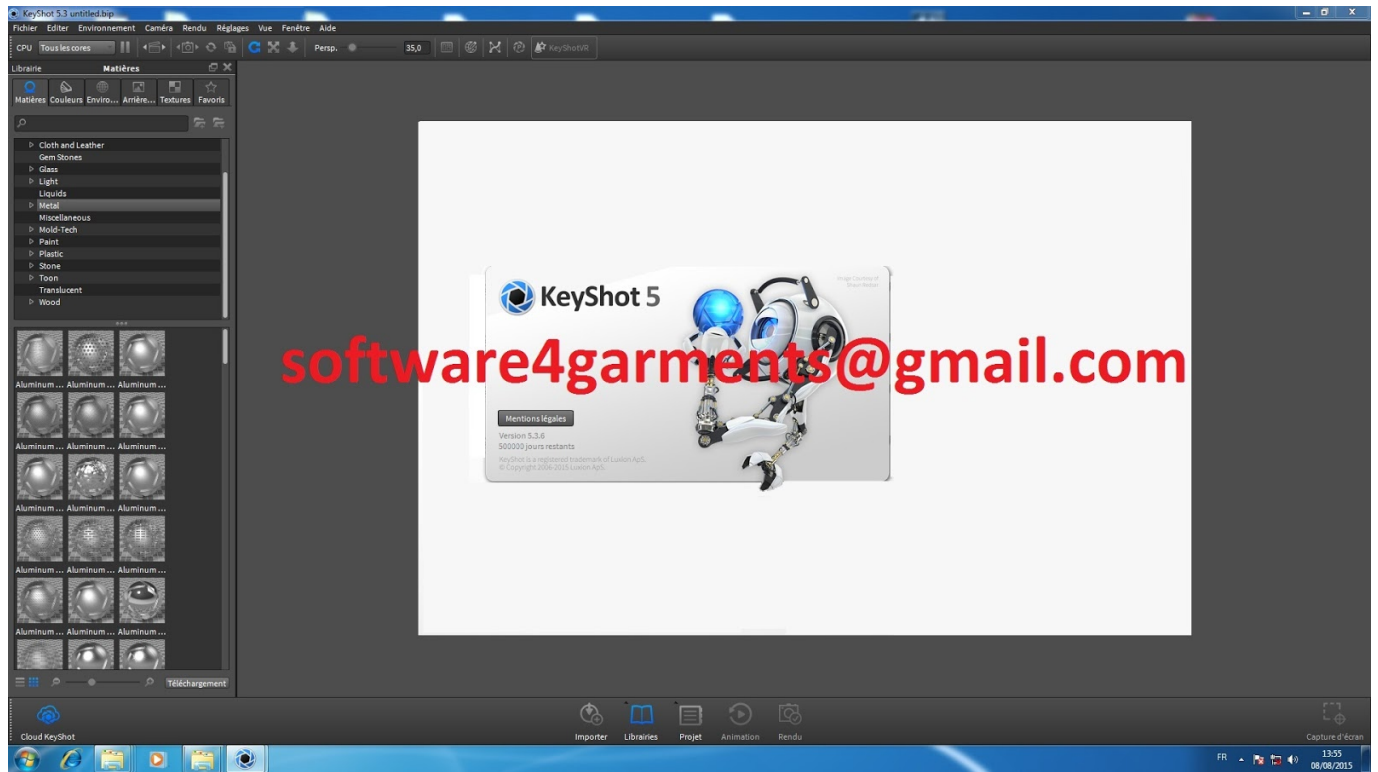 KeyShot 5.3 untitled.bip
Fichier Editer Environnement Caméra Rendu Réglages Vue Fenêtre Aide
CPU Tous les cores Persp. 35,0 KeyShotVR
Librairie Matières
Matières Couleurs Enviro... Arrière... Textures Favoris
Cloth and Leather
Gem Stones
Glass
Light
Liquids
Metal
Miscellaneous
Mold-Tech
Paint
Plastic
Stone
Toon
Translucent
Wood
Aluminum ... Aluminum ... Aluminum ...
Aluminum ... Aluminum ... Aluminum ...
Aluminum ... Aluminum ... Aluminum ...
Aluminum ... Aluminum ... Aluminum ...
Aluminum ... Aluminum ... Aluminum ...
Téléchargement
Image Courtesy of
KeyShot 5
software4garments@gmail.com
Mentions légales
Version 5.3.6
500000 jours restants
KeyShot is a registered trademark of Luxion ApS.
© Copyright 2006-2015 Luxion ApS.
Cloud KeyShot
Importer Librairies Projet Animation Rendu
Capture d'écran
FR 13:55
08/08/2015